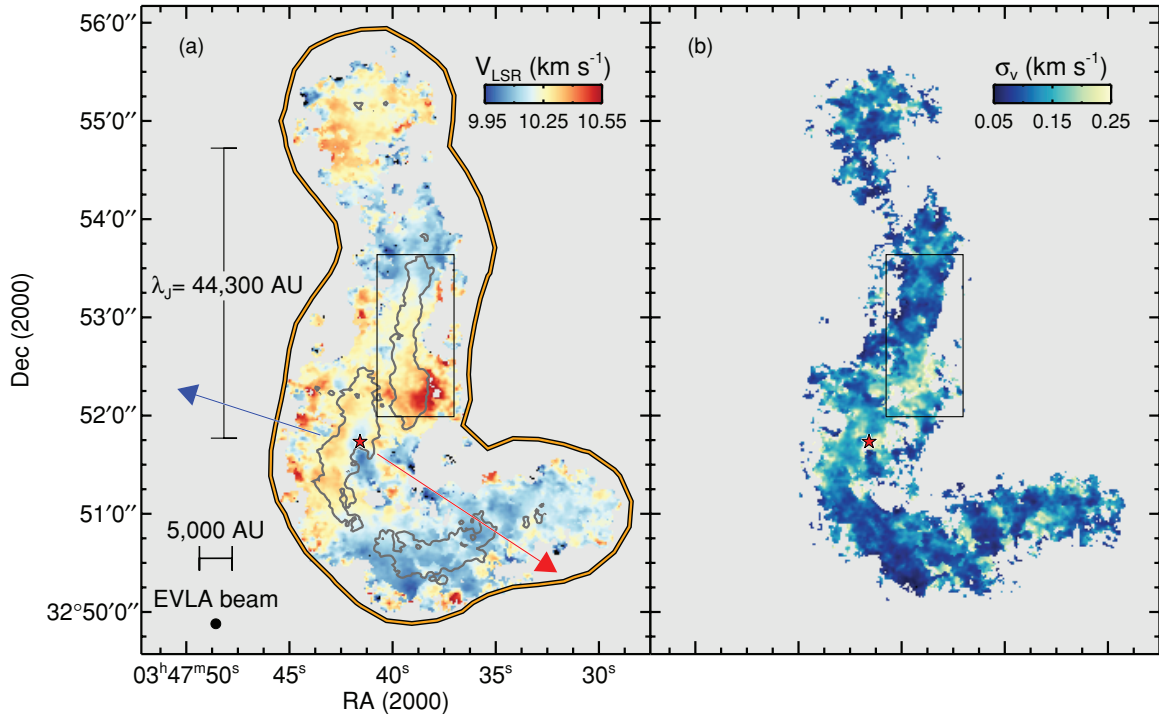 (a)
V_LSR (km s⁻¹)
9.95 10.25 10.55
56′0′′
55′0′′
54′0′′
53′0′′
52′0′′
51′0′′
32°50′0′′
Dec (2000)
λ_J= 44,300 AU
5,000 AU
EVLA beam
03ʰ47ᵐ50ˢ 45ˢ 40ˢ 35ˢ 30ˢ
RA (2000)
(b)
σ_v (km s⁻¹)
0.05 0.15 0.25